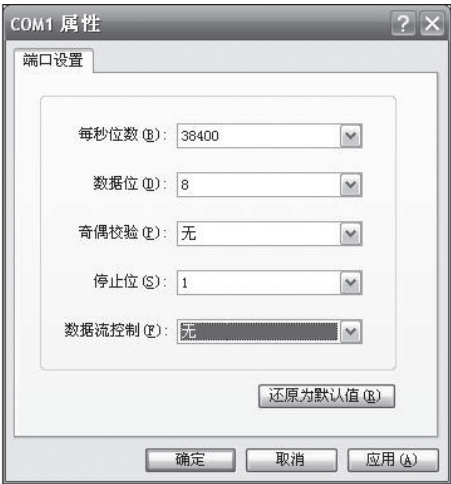 COM1 属性
端口设置
每秒位数(B): 38400
数据位(D): 8
奇偶校验(P): 无
停止位(S): 1
数据流控制(F): 无
还原为默认值(R)
确定 取消 应用(A)